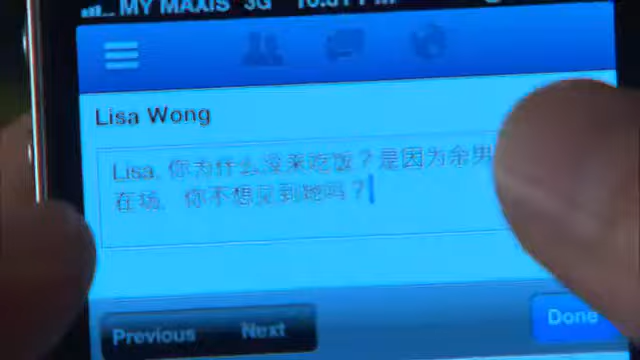 MY MAXIS 3G
Lisa Wong
Lisa, 你为什么没来吃饭？是因为余男
在场，你不想见到她吗？
Previous Next Done